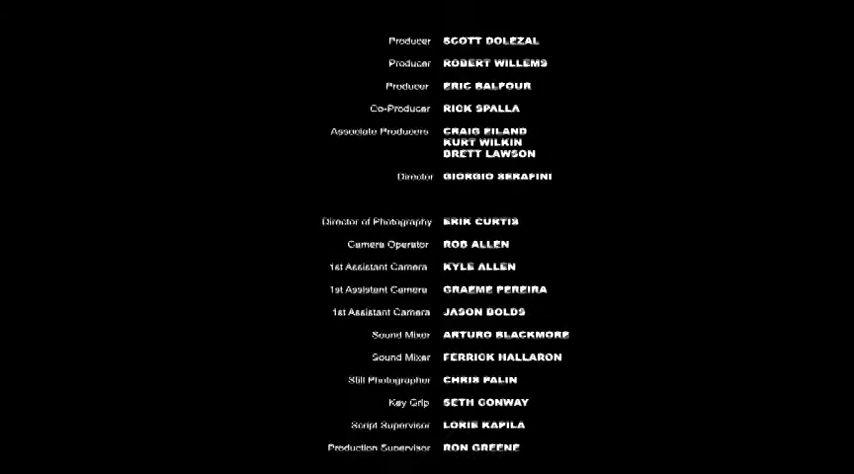 Producer SCOTT DOLEZAL
Producer ROBERT WILLEMS
Producer ERIC BALFOUR
Co-Producer RICK SPALLA
Associate Producers CRAIG EILAND
KURT WILKIN
BRETT LAWSON
Director GIORGIO SERAFINI
Director of Photography ERIK CURTIS
Camera Operator ROB ALLEN
1st Assistant Camera KYLE ALLEN
1st Assistant Camera GRAEME PEREIRA
1st Assistant Camera JASON BOLDS
Sound Mixer ARTURO BLACKMORE
Sound Mixer FERRICK HALLARON
Still Photographer CHRIS PALIN
Key Grip SETH CONWAY
Script Supervisor LORIE KAPILA
Production Supervisor RON GREENE